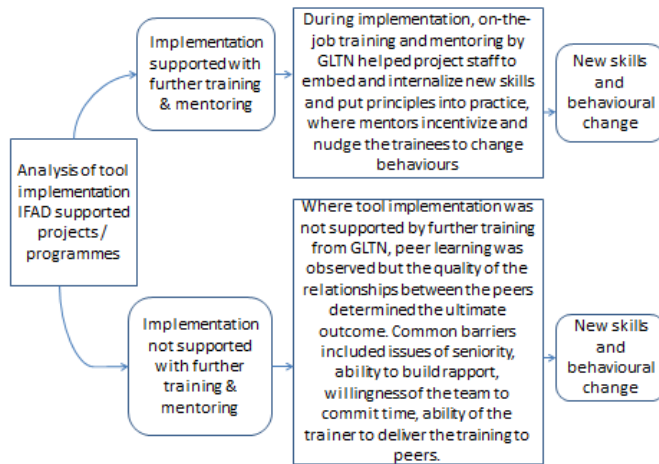 Analysis of tool
implementation
IFAD supported
projects/
programmes
Implementation
supported with
further training
& mentoring
During implementation, on-the-
job training and mentoring by
GLTN helped project staff to
embed and internalize new skills
and put principles into practice,
where mentors incentivize and
nudge the trainees to change
behaviours
New skills
and
behavioural
change
Implementation
not supported
with further
training &
mentoring
Where tool implementation was
not supported by further training
from GLTN, peer learning was
observed but the quality of the
relationships between the peers
determined the ultimate
outcome. Common barriers
included issues of seniority,
ability to build rapport,
willingness of the team to
commit time, ability of the
trainer to deliver the training to
peers.
New skills
and
behavioural
change